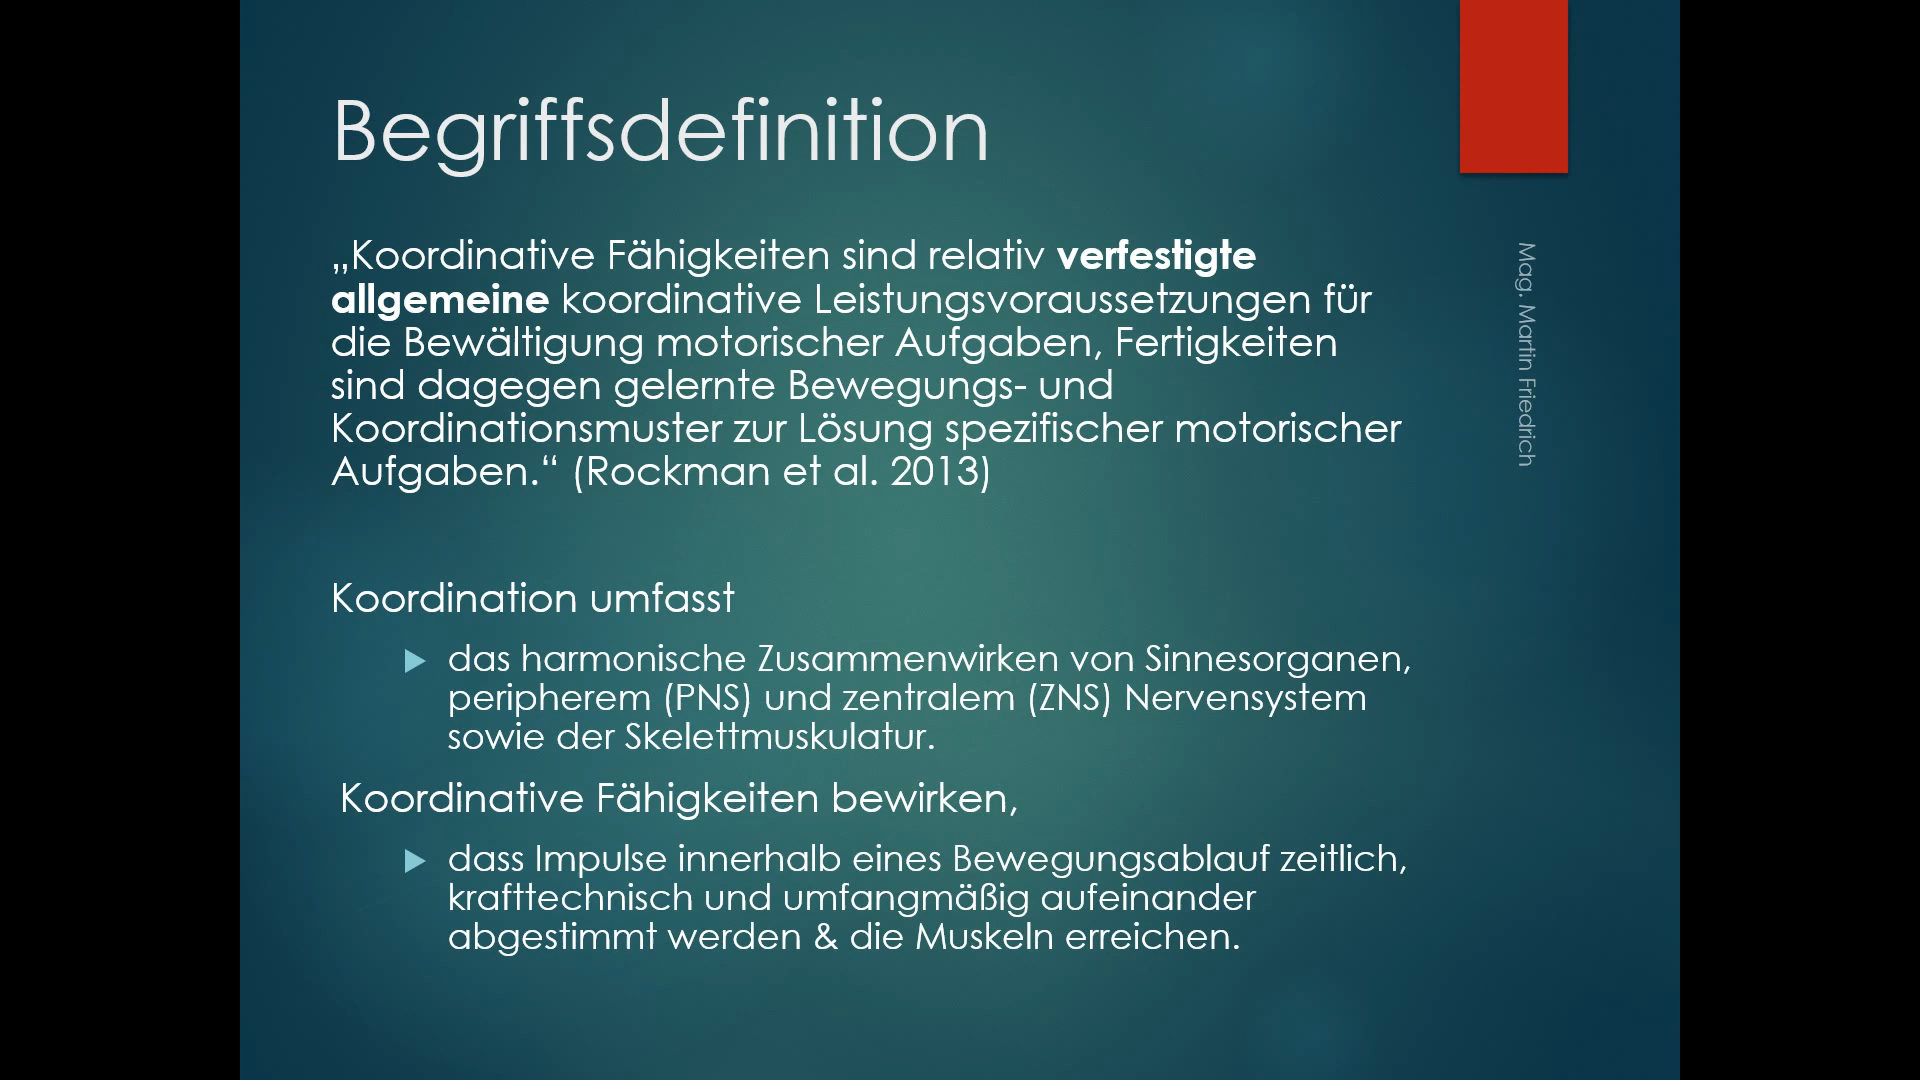 Begriffsdefinition
„Koordinative Fähigkeiten sind relativ verfestigte
allgemeine koordinative Leistungsvoraussetzungen für
die Bewältigung motorischer Aufgaben, Fertigkeiten
sind dagegen gelernte Bewegungs- und
Koordinationsmuster zur Lösung spezifischer motorischer
Aufgaben.“ (Rockman et al. 2013)
Koordination umfasst
das harmonische Zusammenwirken von Sinnesorganen,
peripherem (PNS) und zentralem (ZNS) Nervensystem
sowie der Skelettmuskulatur.
Koordinative Fähigkeiten bewirken,
dass Impulse innerhalb eines Bewegungsablauf zeitlich,
krafttechnisch und umfangmäßig aufeinander
abgestimmt werden & die Muskeln erreichen.
Mag. Martin Friedrich